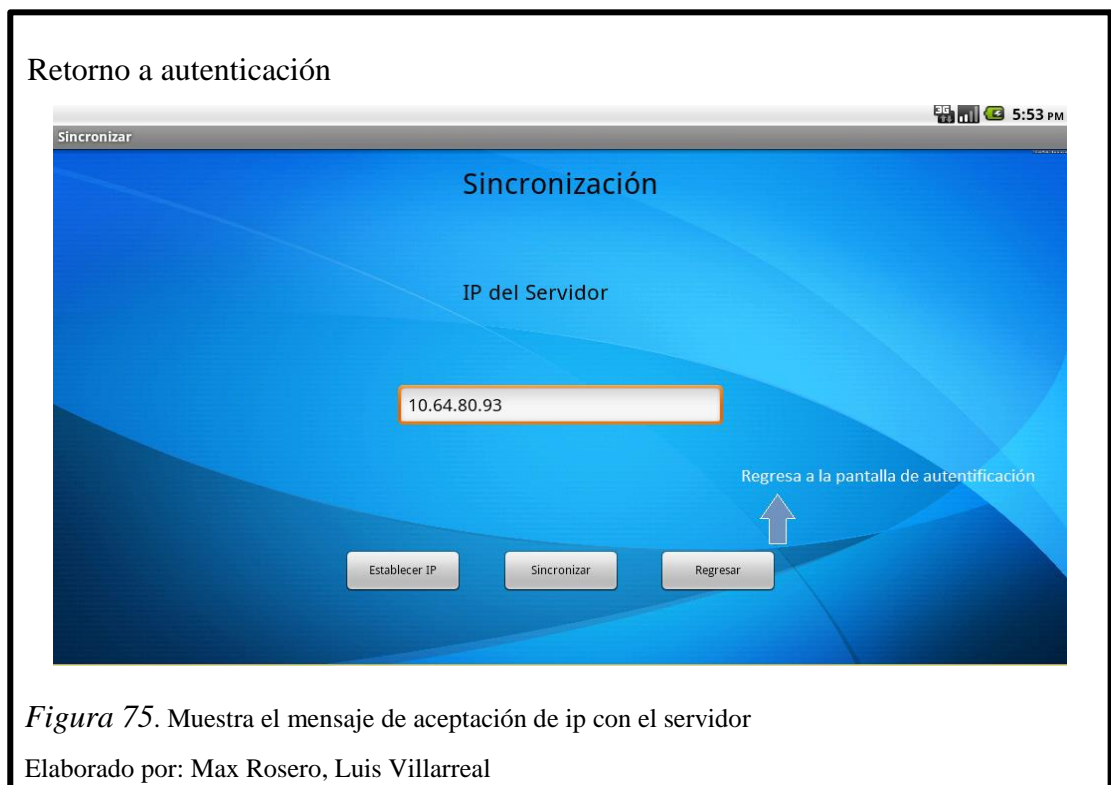 Retorno a autenticación
3G 5:53 PM
Sincronizar
Sincronización
IP del Servidor
10.64.80.93
Regresa a la pantalla de autentificación
Establecer IP Sincronizar Regresar
Figura 75. Muestra el mensaje de aceptación de ip con el servidor
Elaborado por: Max Rosero, Luis Villarreal